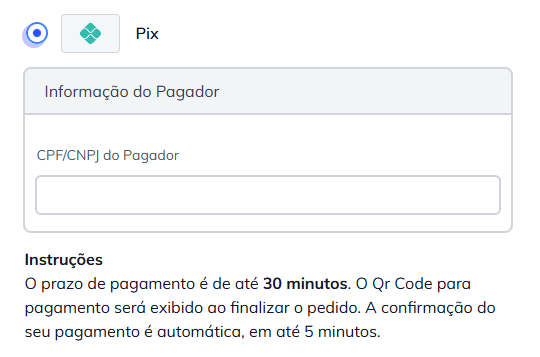 Pix
Informação do Pagador
CPF/CNPJ do Pagador
Instruções
O prazo de pagamento é de até 30 minutos. O Qr Code para
pagamento será exibido ao finalizar o pedido. A confirmação do
seu pagamento é automática, em até 5 minutos.